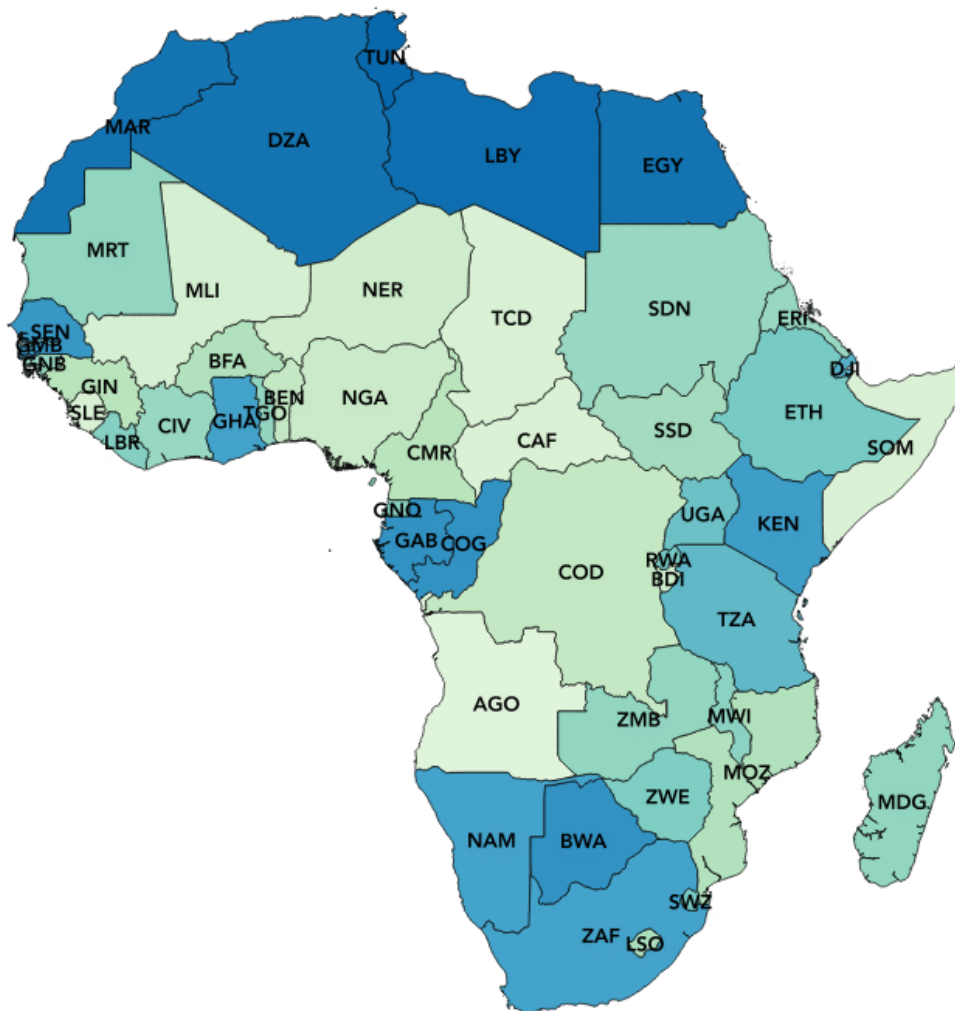 TUN
MAR
DZA
LBY
EGY
MRT
MLI
NER
TCD
SDN
ERI
SEN
GMB
GNB
BFA
DJI
GIN
BEN
NGA
SLE
TGO
ETH
LBR
CIV
GHA
SSD
CMR
CAF
SOM
GNQ
UGA
KEN
GAB
COG
RWA
COD
BDI
TZA
AGO
ZMB
MWI
MOZ
ZWE
MDG
NAM
BWA
SWZ
ZAF
LSO